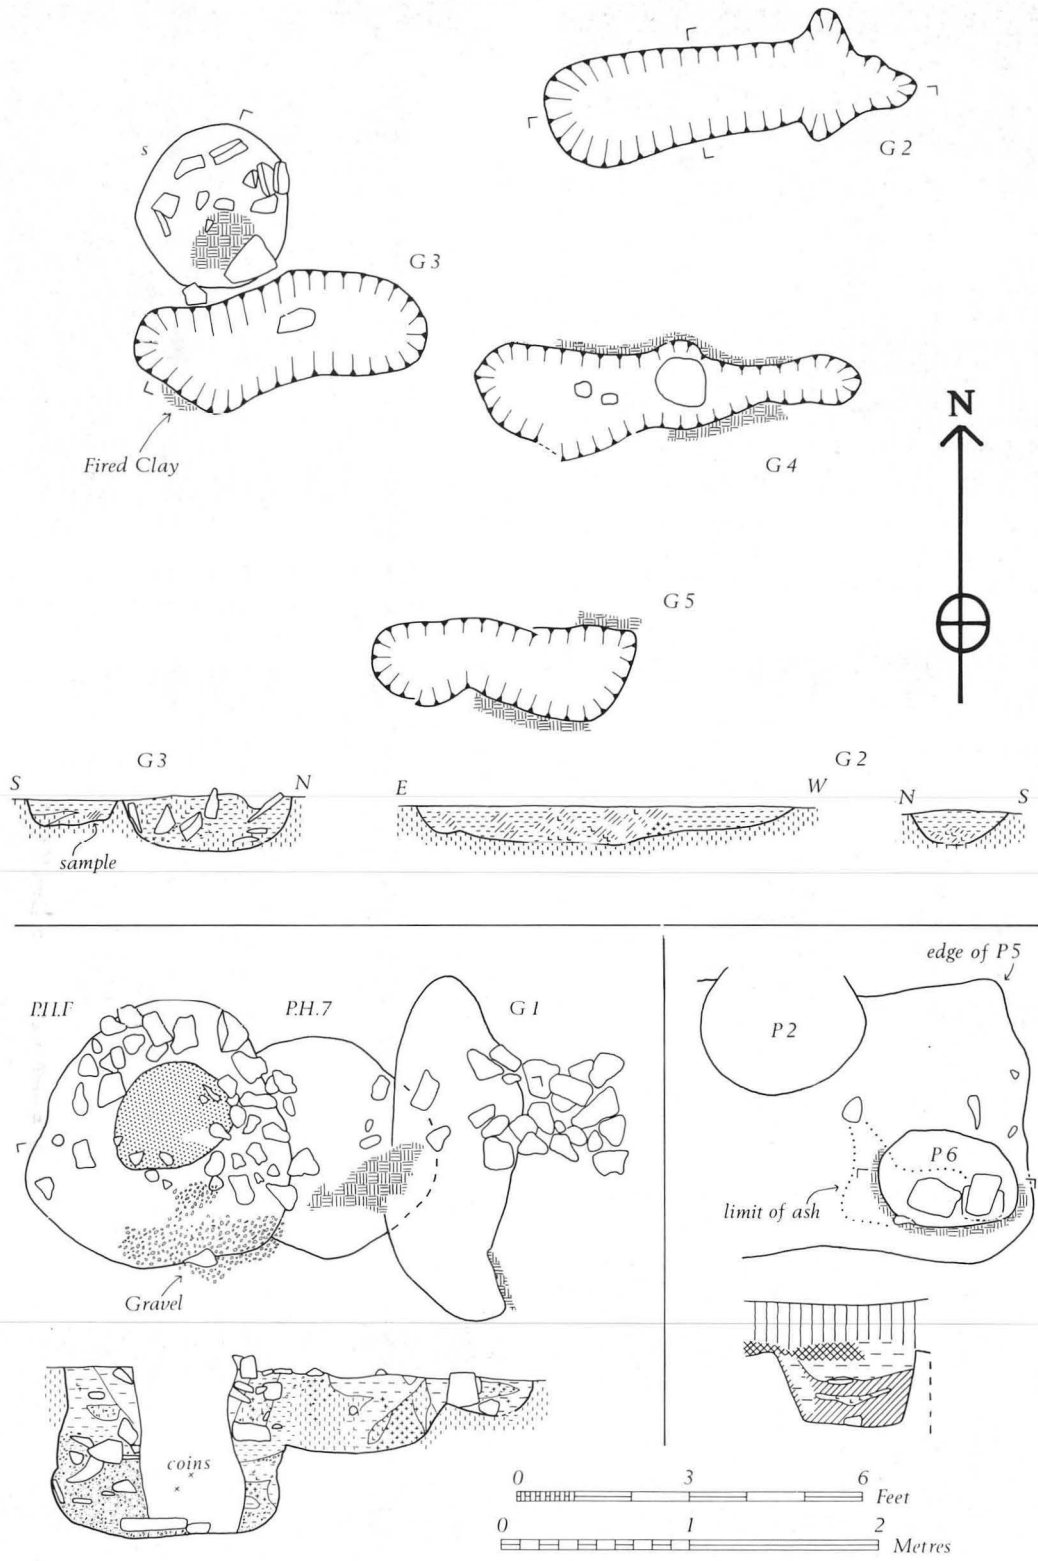 G 2
s
G 3
N
Fired Clay
G 4
G 5
G 3
G 2
S
N
E
W
N
S
sample
edge of P 5
P.H.F
P.H.7
G 1
P 2
P 6
limit of ash
Gravel
coins
0 3 6
Feet
0 1 2
Metres